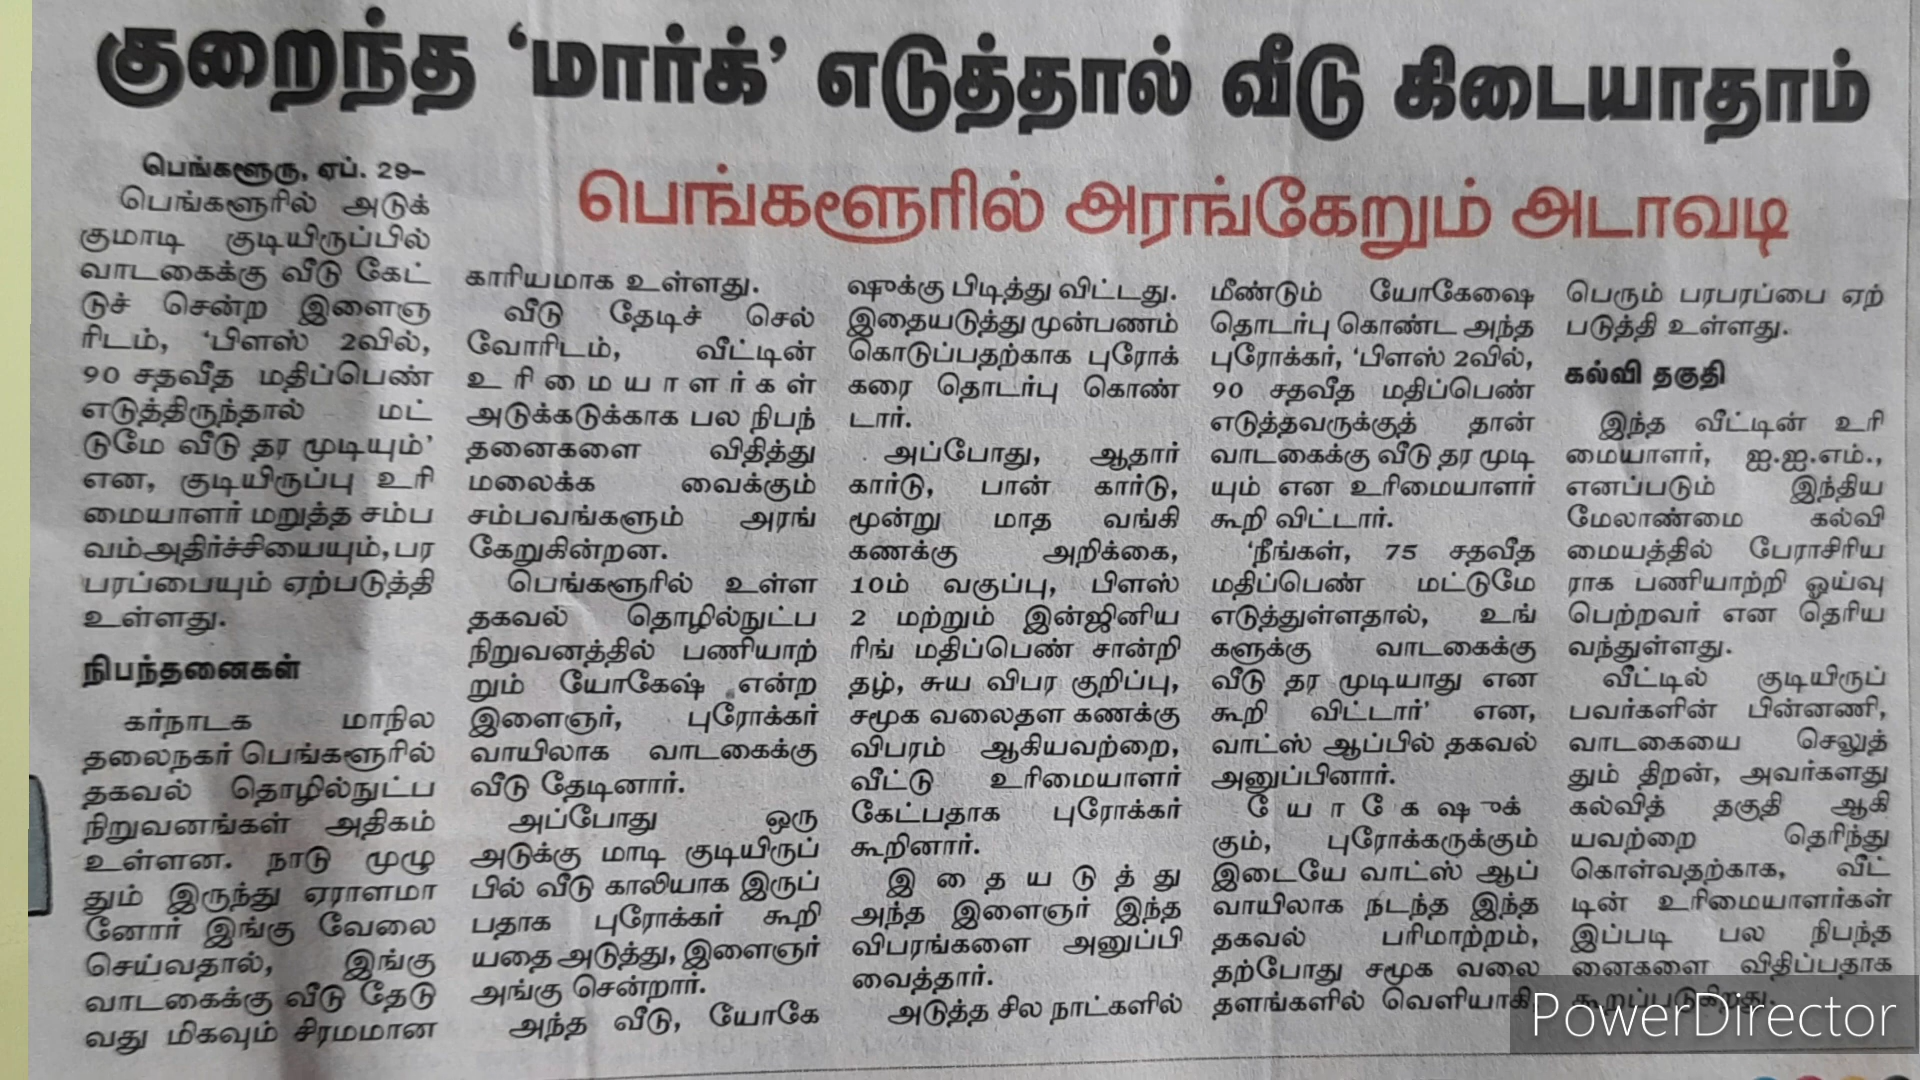 குறைந்த ‘மார்க்’ எடுத்தால் வீடு கிடையாதாம்
பெங்களூரில் அரங்கேறும் அடாவடி
பெங்களூரு, ஏப். 29–
பெங்களூரில் அடுக்
குமாடி குடியிருப்பில்
வாடகைக்கு வீடு கேட்
டுச் சென்ற இளைஞ
ரிடம், ‘பிளஸ் 2வில்,
90 சதவீத மதிப்பெண்
எடுத்திருந்தால் மட்
டுமே வீடு தர முடியும்’
என, குடியிருப்பு உரி
மையாளர் மறுத்த சம்ப
வம்அதிர்ச்சியையும், பர
பரப்பையும் ஏற்படுத்தி
உள்ளது.
நிபந்தனைகள்
கர்நாடக மாநில
தலைநகர் பெங்களூரில்
தகவல் தொழில்நுட்ப
நிறுவனங்கள் அதிகம்
உள்ளன. நாடு முழு
தும் இருந்து ஏராளமா
னோர் இங்கு வேலை
செய்வதால், இங்கு
வாடகைக்கு வீடு தேடு
வது மிகவும் சிரமமான
காரியமாக உள்ளது.
வீடு தேடிச் செல்
வோரிடம், வீட்டின்
உரிமையாளர்கள்
அடுக்கடுக்காக பல நிபந்
தனைகளை விதித்து
மலைக்க வைக்கும்
சம்பவங்களும் அரங்
கேறுகின்றன.
பெங்களூரில் உள்ள
தகவல் தொழில்நுட்ப
நிறுவனத்தில் பணியாற்
றும் யோகேஷ் என்ற
இளைஞர், புரோக்கர்
வாயிலாக வாடகைக்கு
வீடு தேடினார்.
அப்போது ஒரு
அடுக்கு மாடி குடியிருப்
பில் வீடு காலியாக இருப்
பதாக புரோக்கர் கூறி
யதை அடுத்து, இளைஞர்
அங்கு சென்றார்.
அந்த வீடு, யோகே
ஷுக்கு பிடித்து விட்டது.
இதையடுத்து முன்பணம்
கொடுப்பதற்காக புரோக்
கரை தொடர்பு கொண்
டார்.
அப்போது, ஆதார்
கார்டு, பான் கார்டு,
மூன்று மாத வங்கி
கணக்கு அறிக்கை,
10ம் வகுப்பு, பிளஸ்
2 மற்றும் இன்ஜினிய
ரிங் மதிப்பெண் சான்றி
தழ், சுய விபர குறிப்பு,
சமூக வலைதள கணக்கு
விபரம் ஆகியவற்றை,
வீட்டு உரிமையாளர்
கேட்பதாக புரோக்கர்
கூறினார்.
இதையடுத்து
அந்த இளைஞர் இந்த
விபரங்களை அனுப்பி
வைத்தார்.
அடுத்த சில நாட்களில்
மீண்டும் யோகேஷை
தொடர்பு கொண்ட அந்த
புரோக்கர், ‘பிளஸ் 2வில்,
90 சதவீத மதிப்பெண்
எடுத்தவருக்குத் தான்
வாடகைக்கு வீடு தர முடி
யும் என உரிமையாளர்
கூறி விட்டார்.
‘நீங்கள், 75 சதவீத
மதிப்பெண் மட்டுமே
எடுத்துள்ளதால், உங்
களுக்கு வாடகைக்கு
வீடு தர முடியாது என
கூறி விட்டார்’ என,
வாட்ஸ் ஆப்பில் தகவல்
அனுப்பினார்.
யோகேஷுக்
கும், புரோக்கருக்கும்
இடையே வாட்ஸ் ஆப்
வாயிலாக நடந்த இந்த
தகவல் பரிமாற்றம்,
தற்போது சமூக வலை
தளங்களில் வெளியாகி
பெரும் பரபரப்பை ஏற்
படுத்தி உள்ளது.
கல்வி தகுதி
இந்த வீட்டின் உரி
மையாளர், ஐ.ஐ.எம்.,
எனப்படும் இந்திய
மேலாண்மை கல்வி
மையத்தில் பேராசிரிய
ராக பணியாற்றி ஓய்வு
பெற்றவர் என தெரிய
வந்துள்ளது.
வீட்டில் குடியிருப்
பவர்களின் பின்னணி,
வாடகையை செலுத்
தும் திறன், அவர்களது
கல்வித் தகுதி ஆகி
யவற்றை தெரிந்து
கொள்வதற்காக, வீட்
டின் உரிமையாளர்கள்
இப்படி பல நிபந்த
னைகளை விதிப்பதாக
கூறப்படுகிறது.
PowerDirector